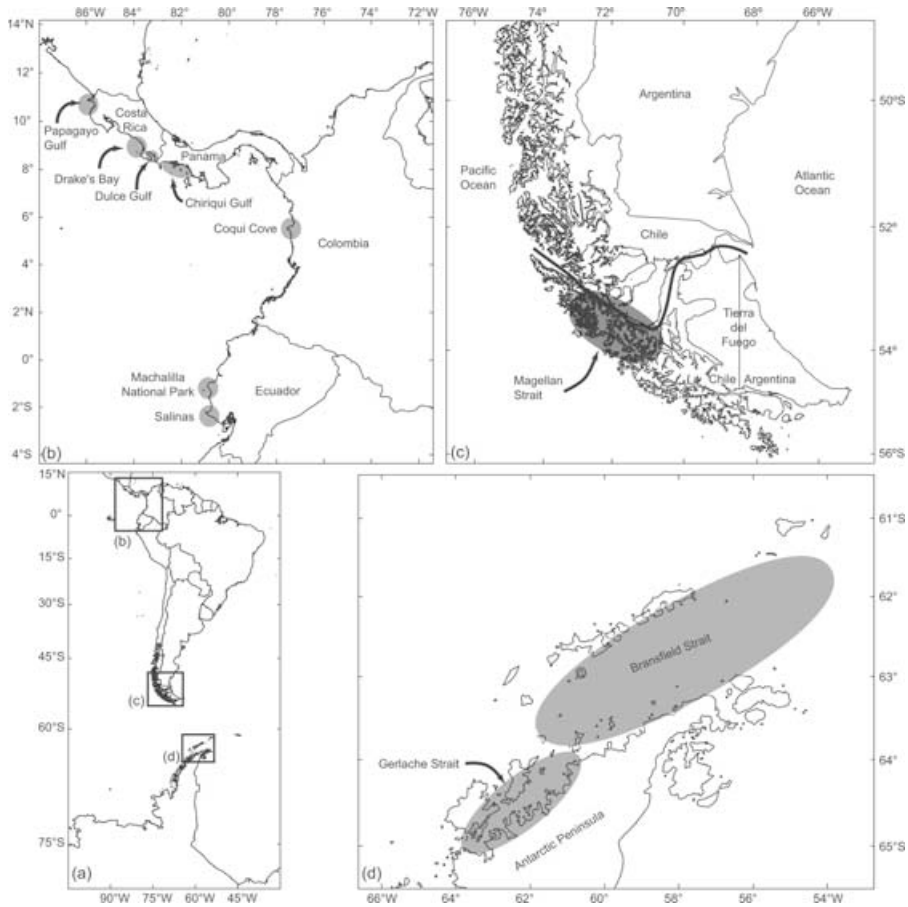 86°W 84° 82° 80° 78° 76° 74° 72°W
14°N
12°
10°
8°
6°
4°
2°N
0°
2°S
4°S
Papagayo
Gulf
Costa
Rica
Panama
Drake's Bay
Dulce Gulf
Chiriqui Gulf
Coqui Cove
Colombia
Machalilla
National Park
Ecuador
Salinas
(b)
76°W 74° 72° 70° 68° 66°W
50°S
52°S
54°S
56°S
Argentina
Pacific
Ocean
Atlantic
Ocean
Chile
Tierra
del
Fuego
Magellan
Strait
Chile
Argentina
(c)
15°N
0°
15°S
30°S
45°S
60°S
75°S
(b)
(c)
(d)
(a)
90°W 75°W 60°W 45°W
61°S
62°S
63°S
64°S
65°S
Bransfield Strait
Gerlache Strait
Antarctic Peninsula
(d)
66°W 64° 62° 60° 58° 56° 54°W